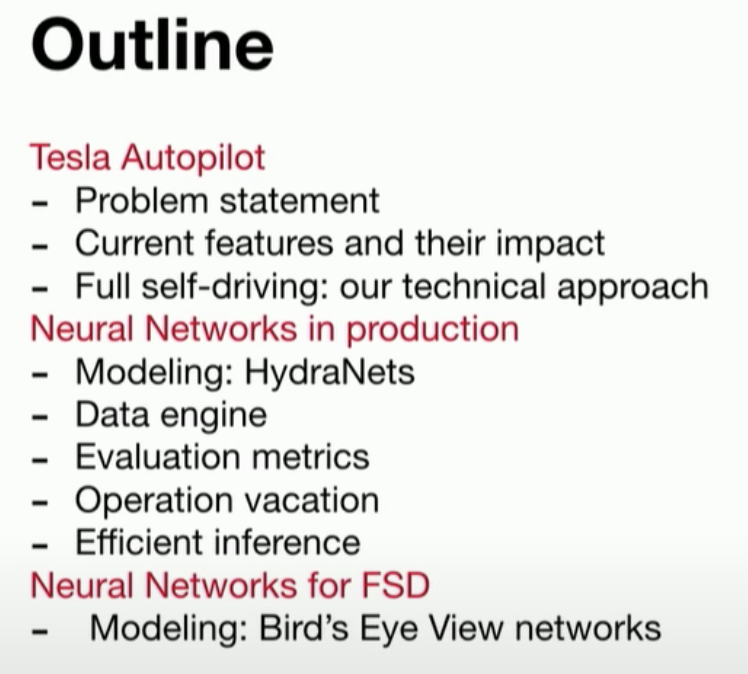 Outline
Tesla Autopilot
- Problem statement
- Current features and their impact
- Full self-driving: our technical approach
Neural Networks in production
- Modeling: HydraNets
- Data engine
- Evaluation metrics
- Operation vacation
- Efficient inference
Neural Networks for FSD
- Modeling: Bird's Eye View networks